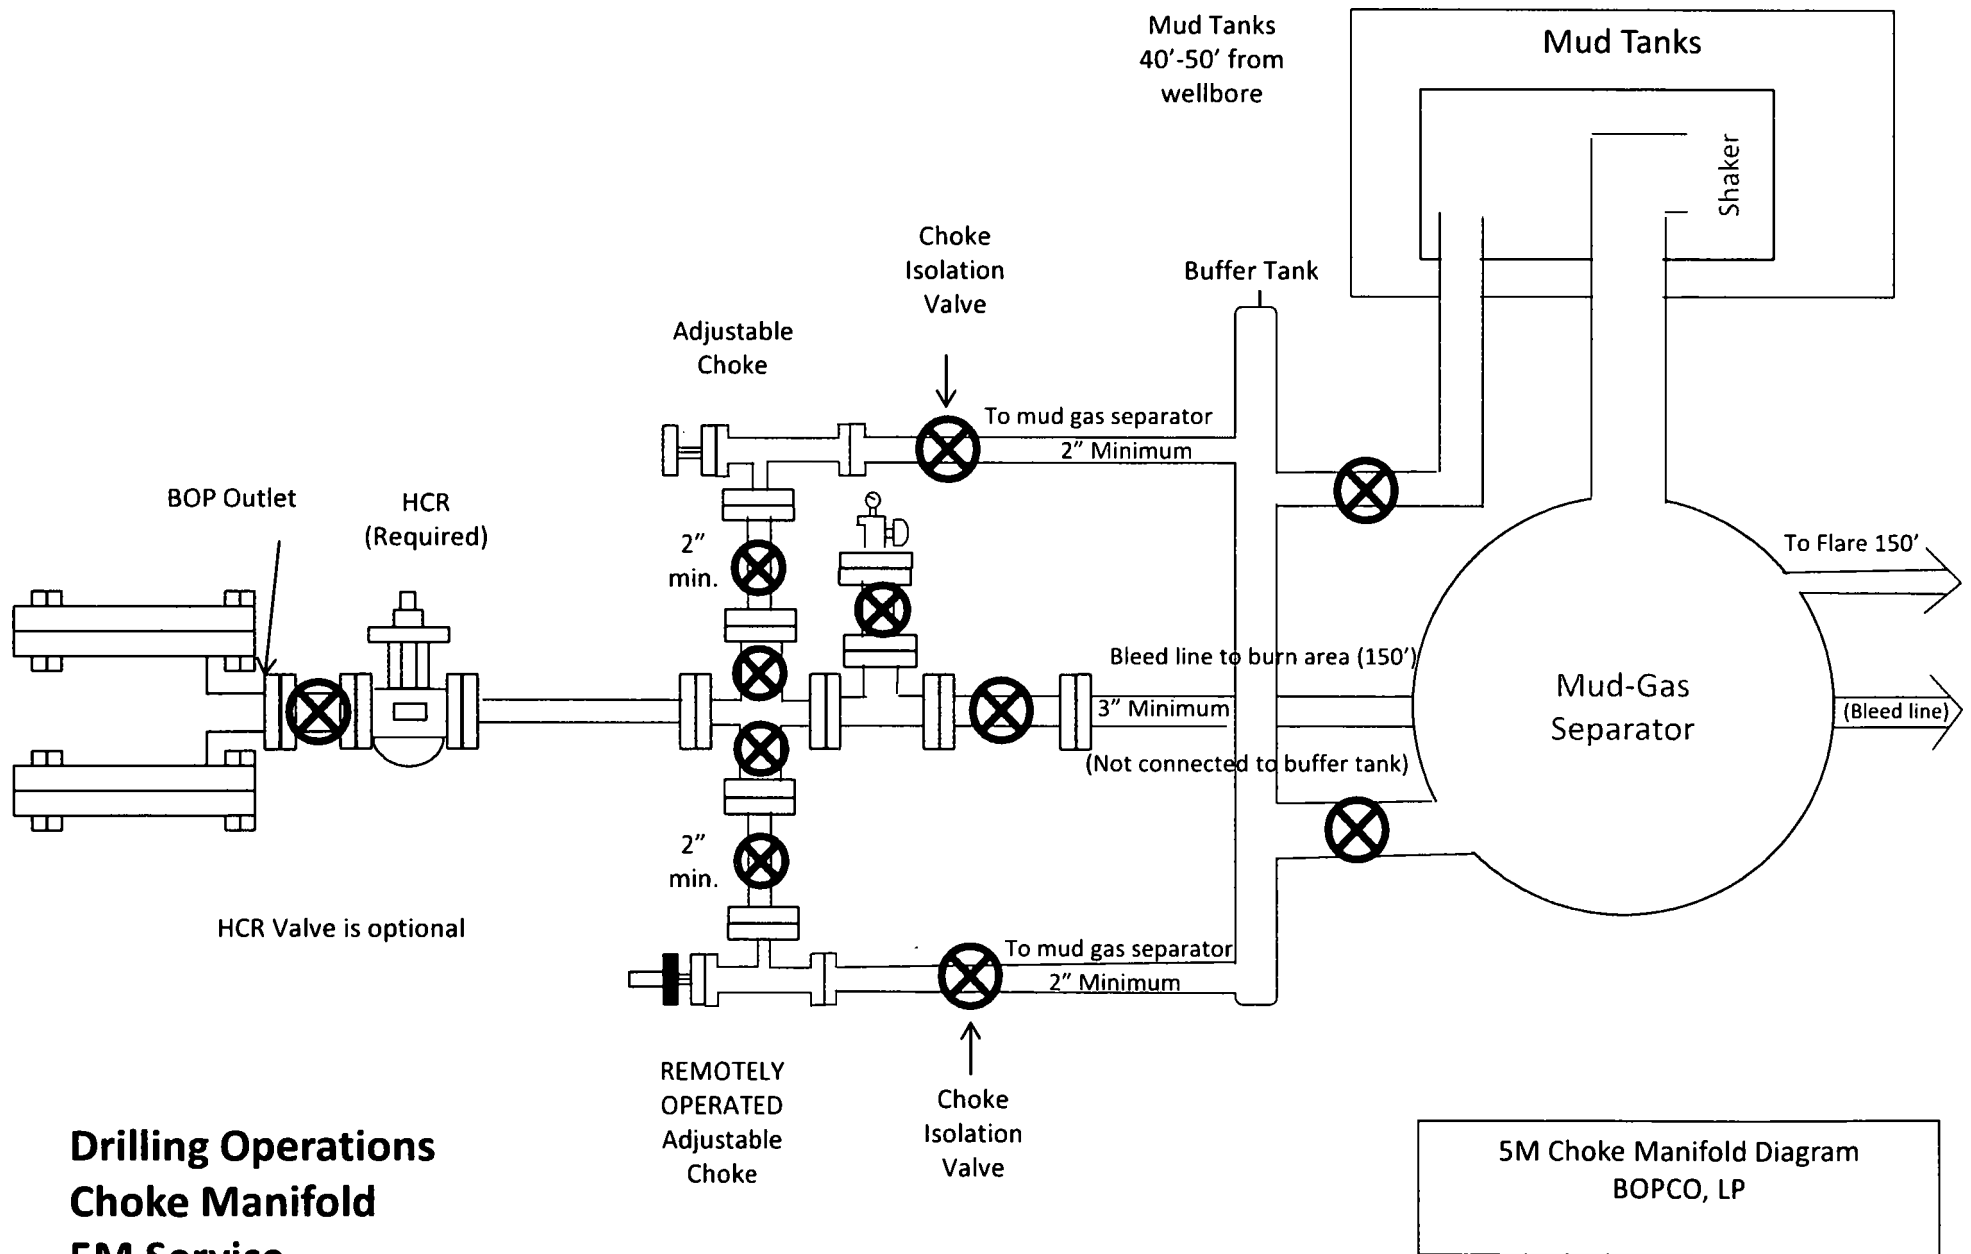 Mud Tanks
40'-50' from
wellbore
Mud Tanks
Shaker
Choke
Isolation
Valve
Buffer Tank
Adjustable
Choke
To mud gas separator
2" Minimum
BOP Outlet
HCR
(Required)
2"
min.
To Flare 150'
Bleed line to burn area (150')
3" Minimum
(Not connected to buffer tank)
Mud-Gas
Separator
(Bleed line)
2"
min.
HCR Valve is optional
To mud gas separator
2" Minimum
REMOTELY
OPERATED
Adjustable
Choke
Choke
Isolation
Valve
Drilling Operations
Choke Manifold
5M Service
5M Choke Manifold Diagram
BOPCO, LP